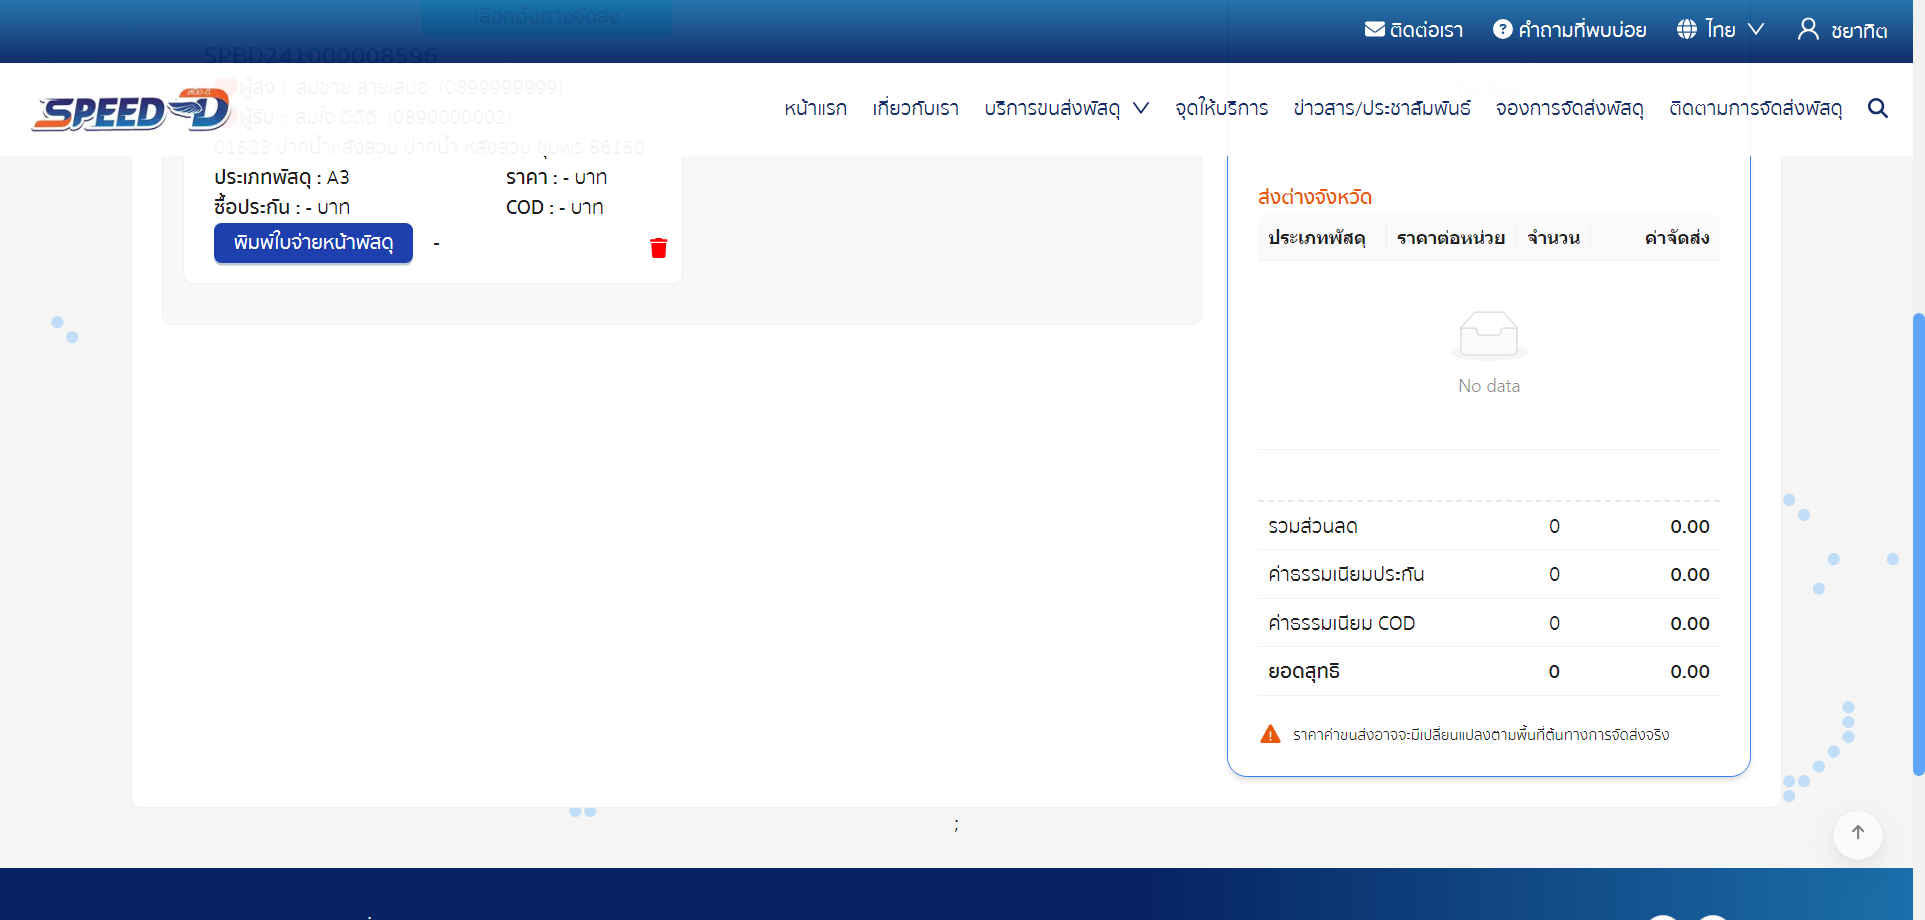 เลือกต้นทางจัดส่ง
ติดต่อเรา
คำถามที่พบบ่อย
ไทย
ชยาทิต
SPBD241000008596
ผู้ส่ง : สมชาย สายเสมอ (0899999999)
ผู้รับ : สมใจ ดีดีดี (0890000002)
01523 ปากน้ำหลังสวน ปากน้ำ หลังสวน ชุมพร 86150
สปีด-ดี
SPEED D
หน้าแรก
เกี่ยวกับเรา
บริการขนส่งพัสดุ
จุดให้บริการ
ข่าวสาร/ประชาสัมพันธ์
จองการจัดส่งพัสดุ
ติดตามการจัดส่งพัสดุ
No data
ประเภทพัสดุ : A3
ราคา : - บาท
ซื้อประกัน : - บาท
COD : - บาท
พิมพ์ใบจ่ายหน้าพัสดุ
-
ส่งต่างจังหวัด
ประเภทพัสดุ ราคาต่อหน่วย จำนวน ค่าจัดส่ง
No data
รวมส่วนลด 0 0.00
ค่าธรรมเนียมประกัน 0 0.00
ค่าธรรมเนียม COD 0 0.00
ยอดสุทธิ 0 0.00
ราคาค่าขนส่งอาจจะมีเปลี่ยนแปลงตามพื้นที่ต้นทางการจัดส่งจริง
;